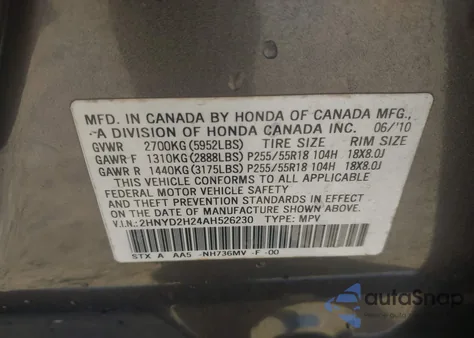 MFD. IN CANADA BY HONDA OF CANADA MFG.,
A DIVISION OF HONDA CANADA INC. 06/'10
GVWR 2700KG (5952LBS) TIRE SIZE RIM SIZE
GAWR F 1310KG (2888LBS) P255/55R18 104H 18X8.0J
GAWR R 1440KG (3175LBS) P255/55R18 104H 18X8.0J
THIS VEHICLE CONFORMS TO ALL APPLICABLE
FEDERAL MOTOR VEHICLE SAFETY
AND THEFT PREVENTION STANDARDS IN EFFECT ON
THE DATE OF MANUFACTURE SHOWN ABOVE.
V.I.N.: 2HNYD2H24AH526230 TYPE: MPV
STX A AA5 -NH736MV -F -00
autoSnap